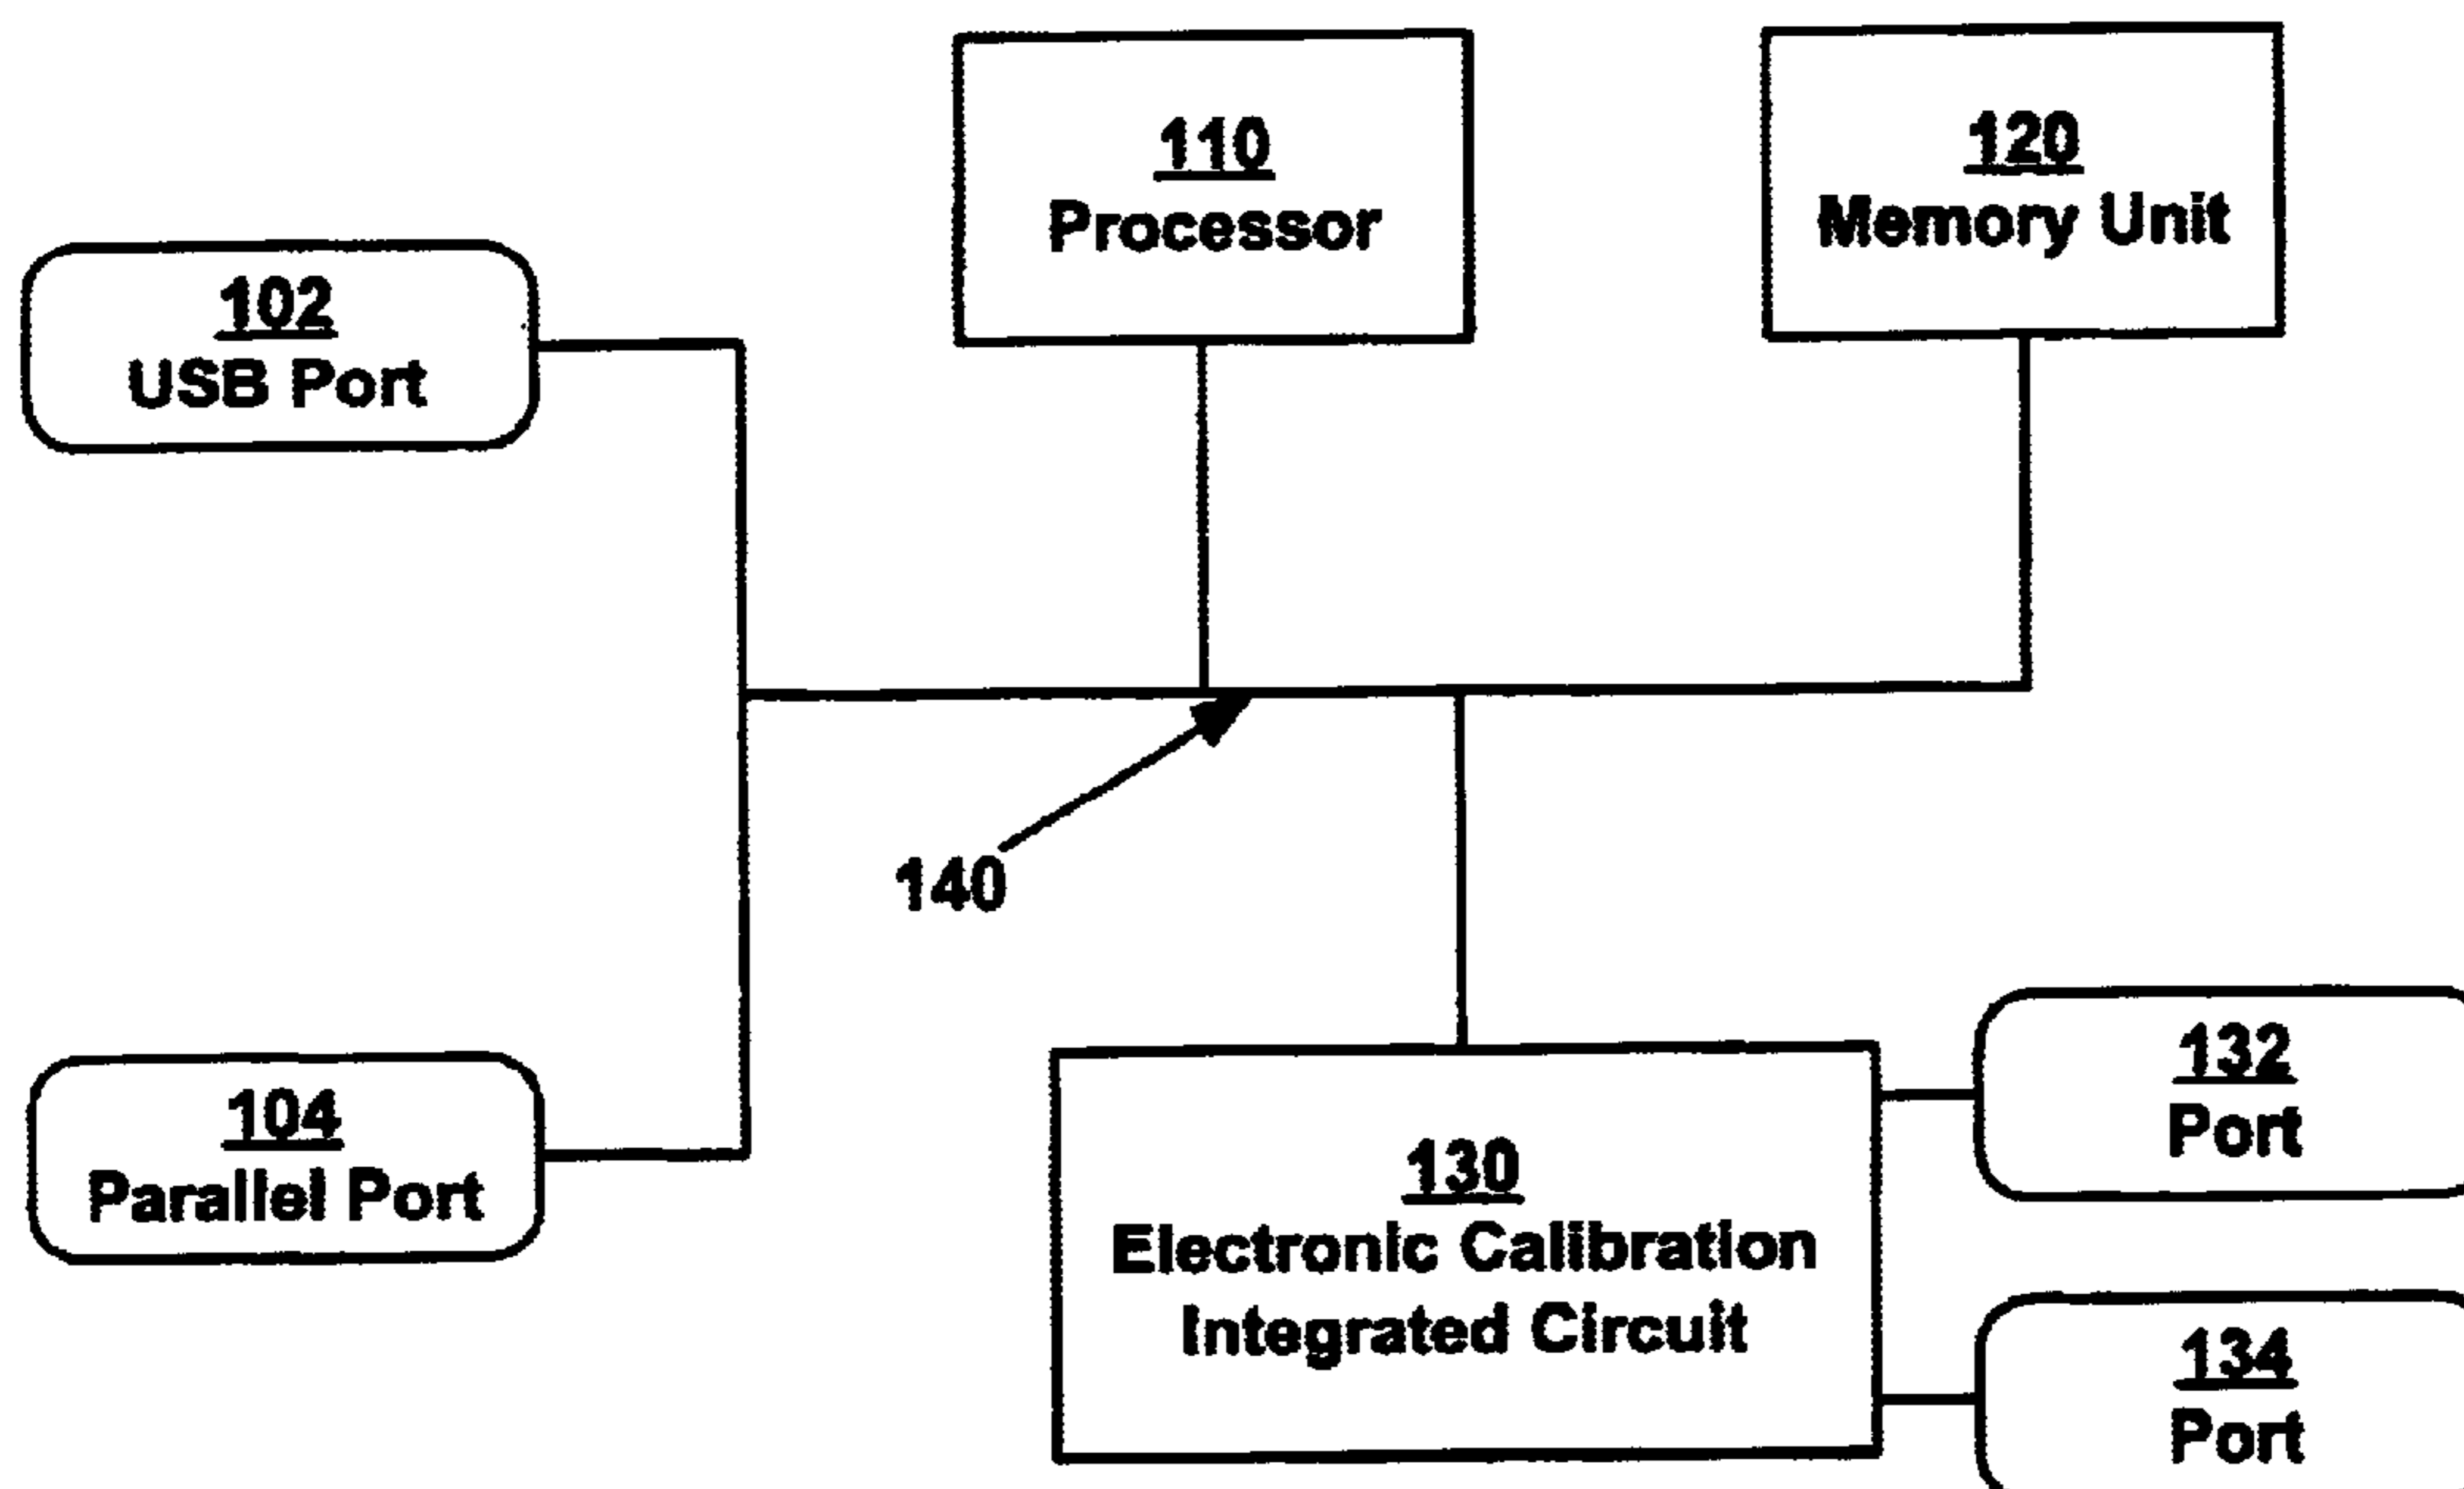 110
Processor
120
Memory Unit
102
USB Port
140
104
Parallel Port
130
Electronic Calibration
Integrated Circuit
132
Port
134
Port